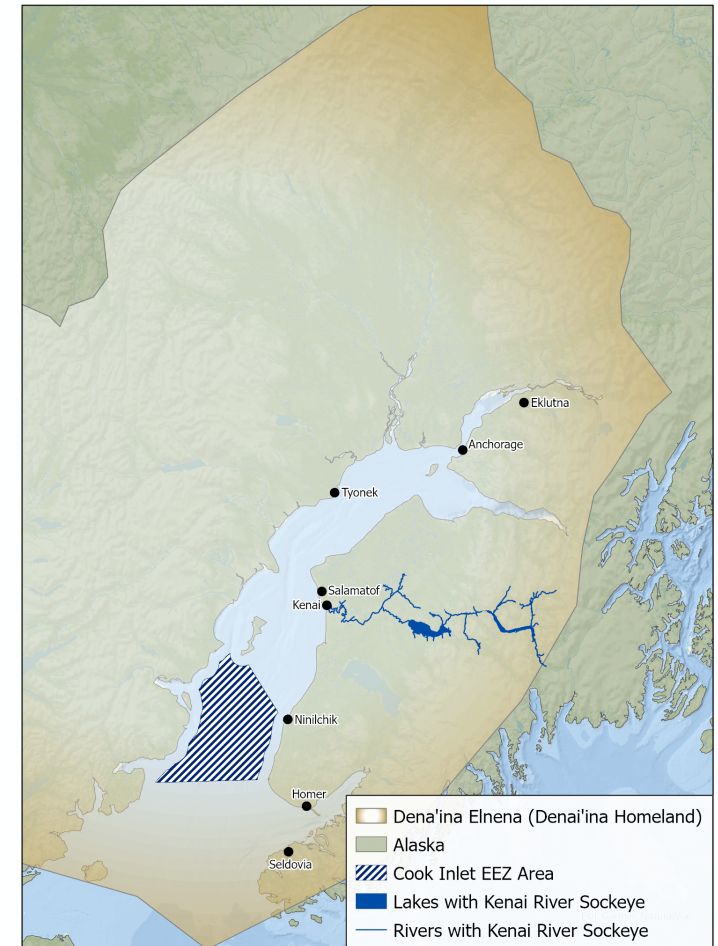 Eklutna
Anchorage
Tyonek
Salamatof
Kenai
Ninilchik
Homer
Seldovia
Dena'ina Elnena (Denai'ina Homeland)
Alaska
Cook Inlet EEZ Area
Lakes with Kenai River Sockeye
Rivers with Kenai River Sockeye